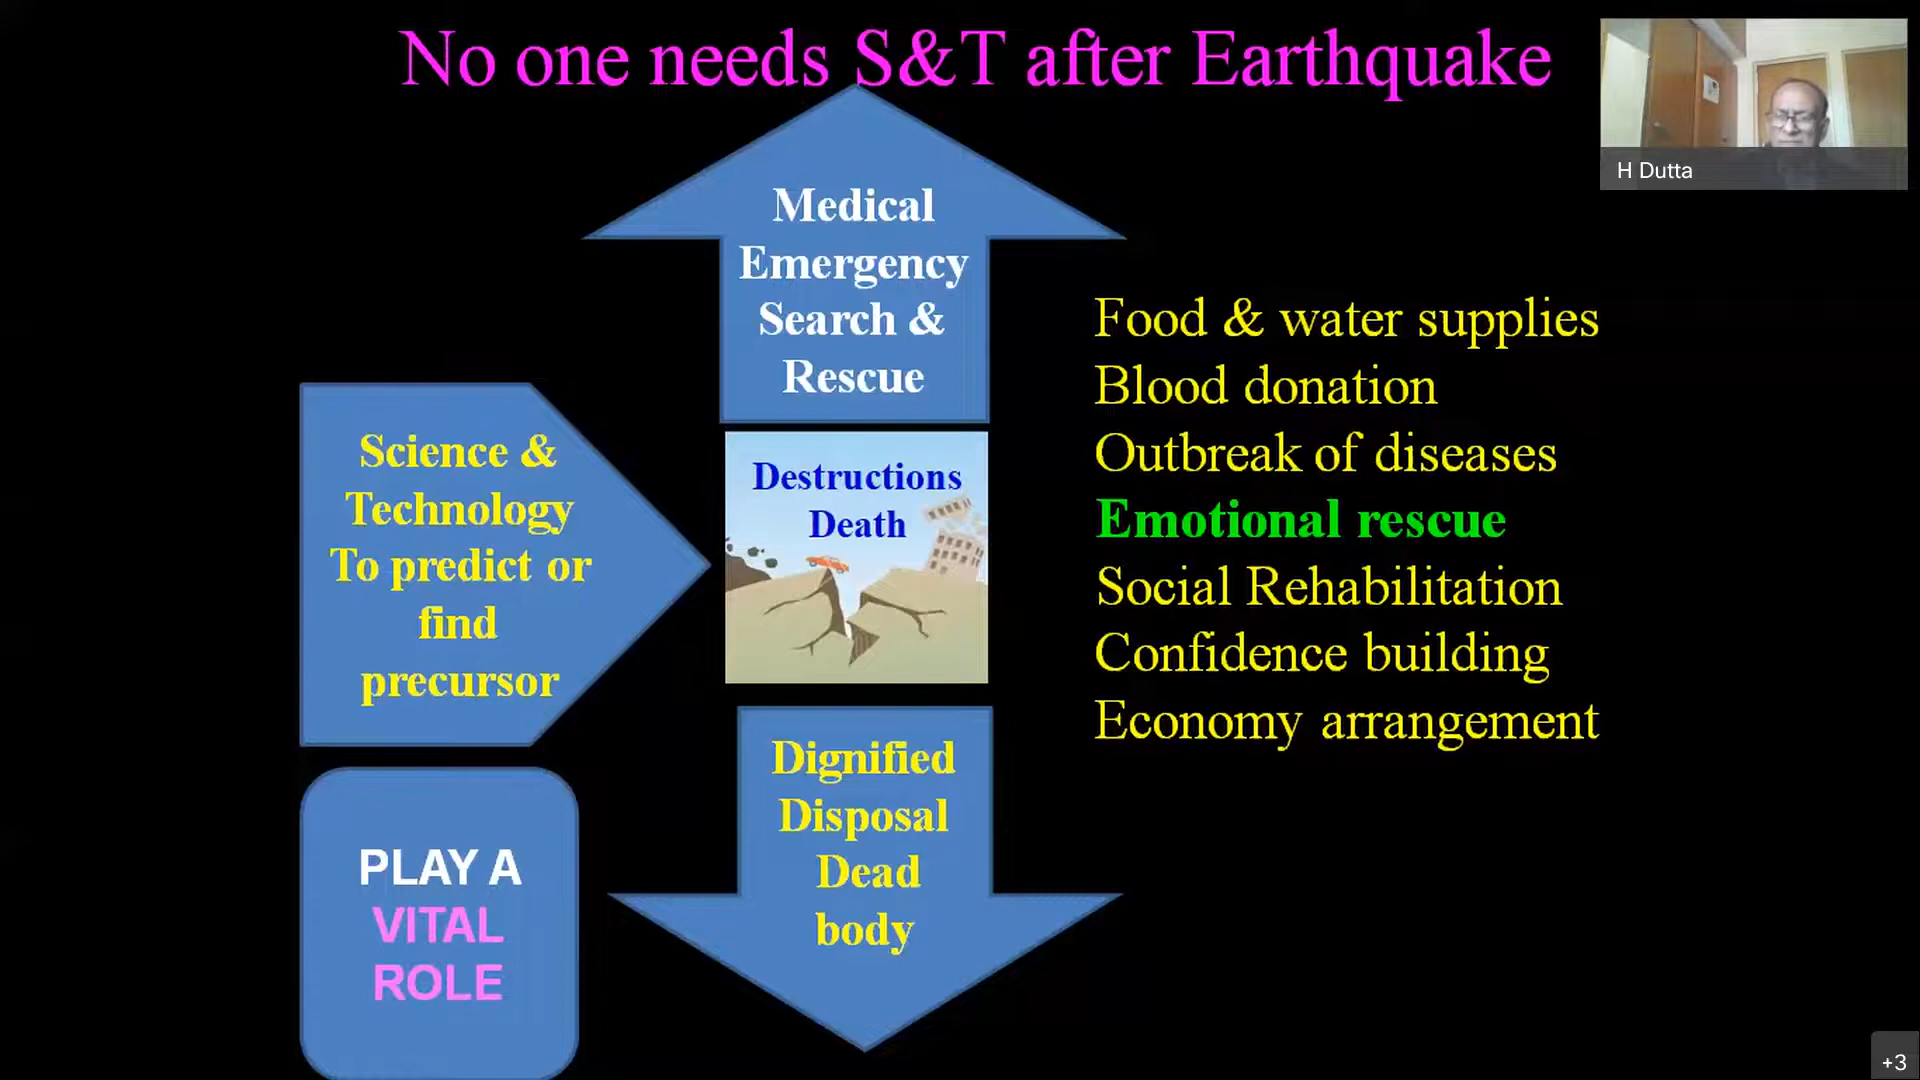 No one needs S&T after Earthquake
H Dutta
Medical
Emergency
Search &
Rescue
Science &
Technology
To predict or
find
precursor
Destructions
Death
Food & water supplies
Blood donation
Outbreak of diseases
Emotional rescue
Social Rehabilitation
Confidence building
Economy arrangement
Dignified
Disposal
Dead
body
PLAY A
VITAL
ROLE
+3